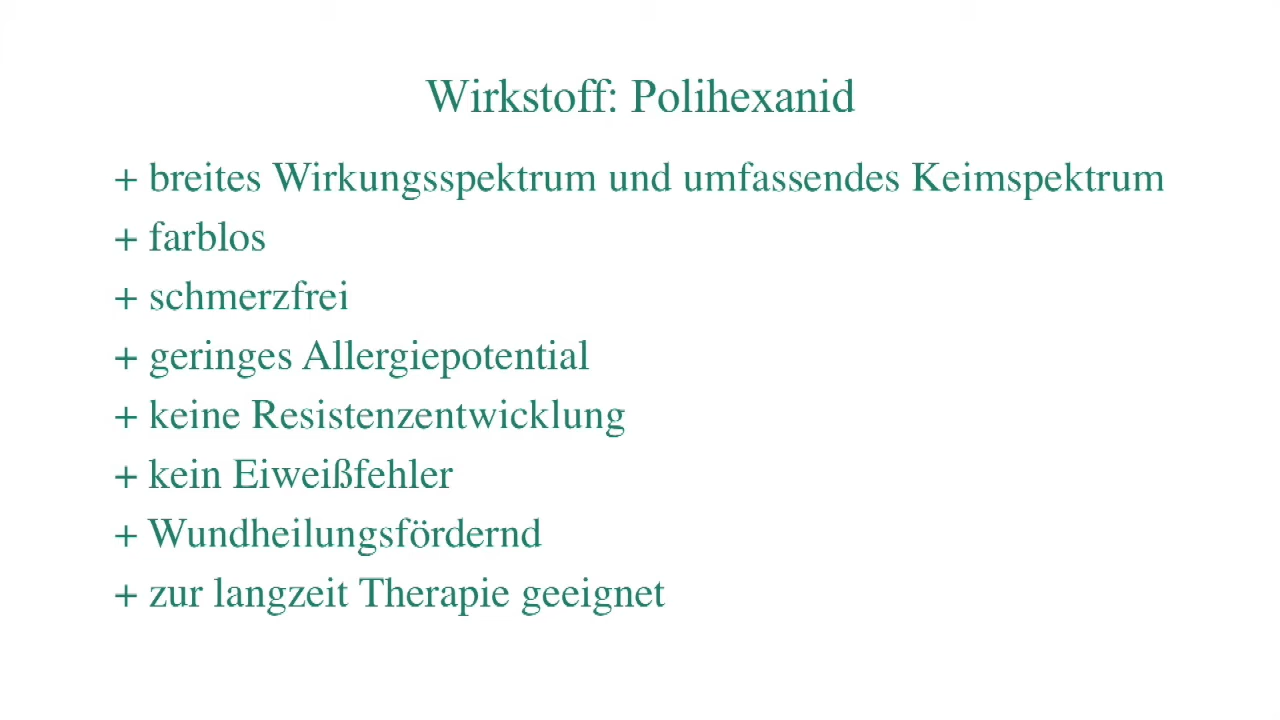 Wirkstoff: Polihexanid
+ breites Wirkungsspektrum und umfassendes Keimspektrum
+ farblos
+ schmerzfrei
+ geringes Allergiepotential
+ keine Resistenzentwicklung
+ kein Eiweißfehler
+ Wundheilungsfördernd
+ zur langzeit Therapie geeignet